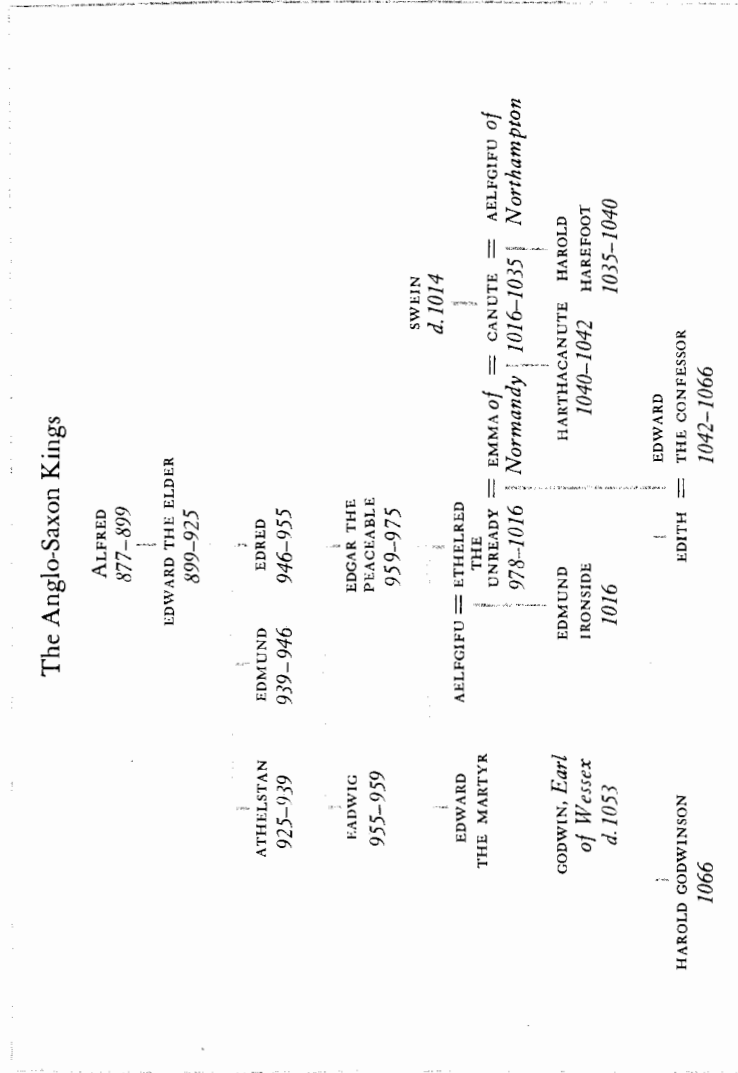 The Anglo-Saxon Kings
ALFRED
877–899
EDWARD THE ELDER
899–925
ATHELSTAN
925–939
EDMUND
939–946
EDRED
946–955
EADWIG
955–959
EDGAR THE
PEACEABLE
959–975
SWEIN
d.1014
EDWARD
THE MARTYR
AELFGIFU = ETHELRED
THE
UNREADY = EMMA of = CANUTE = AELFGIFU of
978–1016 Normandy 1016–1035 Northampton
GODWIN, Earl
of Wessex
d.1053
EDMUND
IRONSIDE
1016
HARTHACANUTE
1040–1042
HAROLD
HAREFOOT
1035–1040
HAROLD GODWINSON
1066
EDITH =
EDWARD
THE CONFESSOR
1042–1066